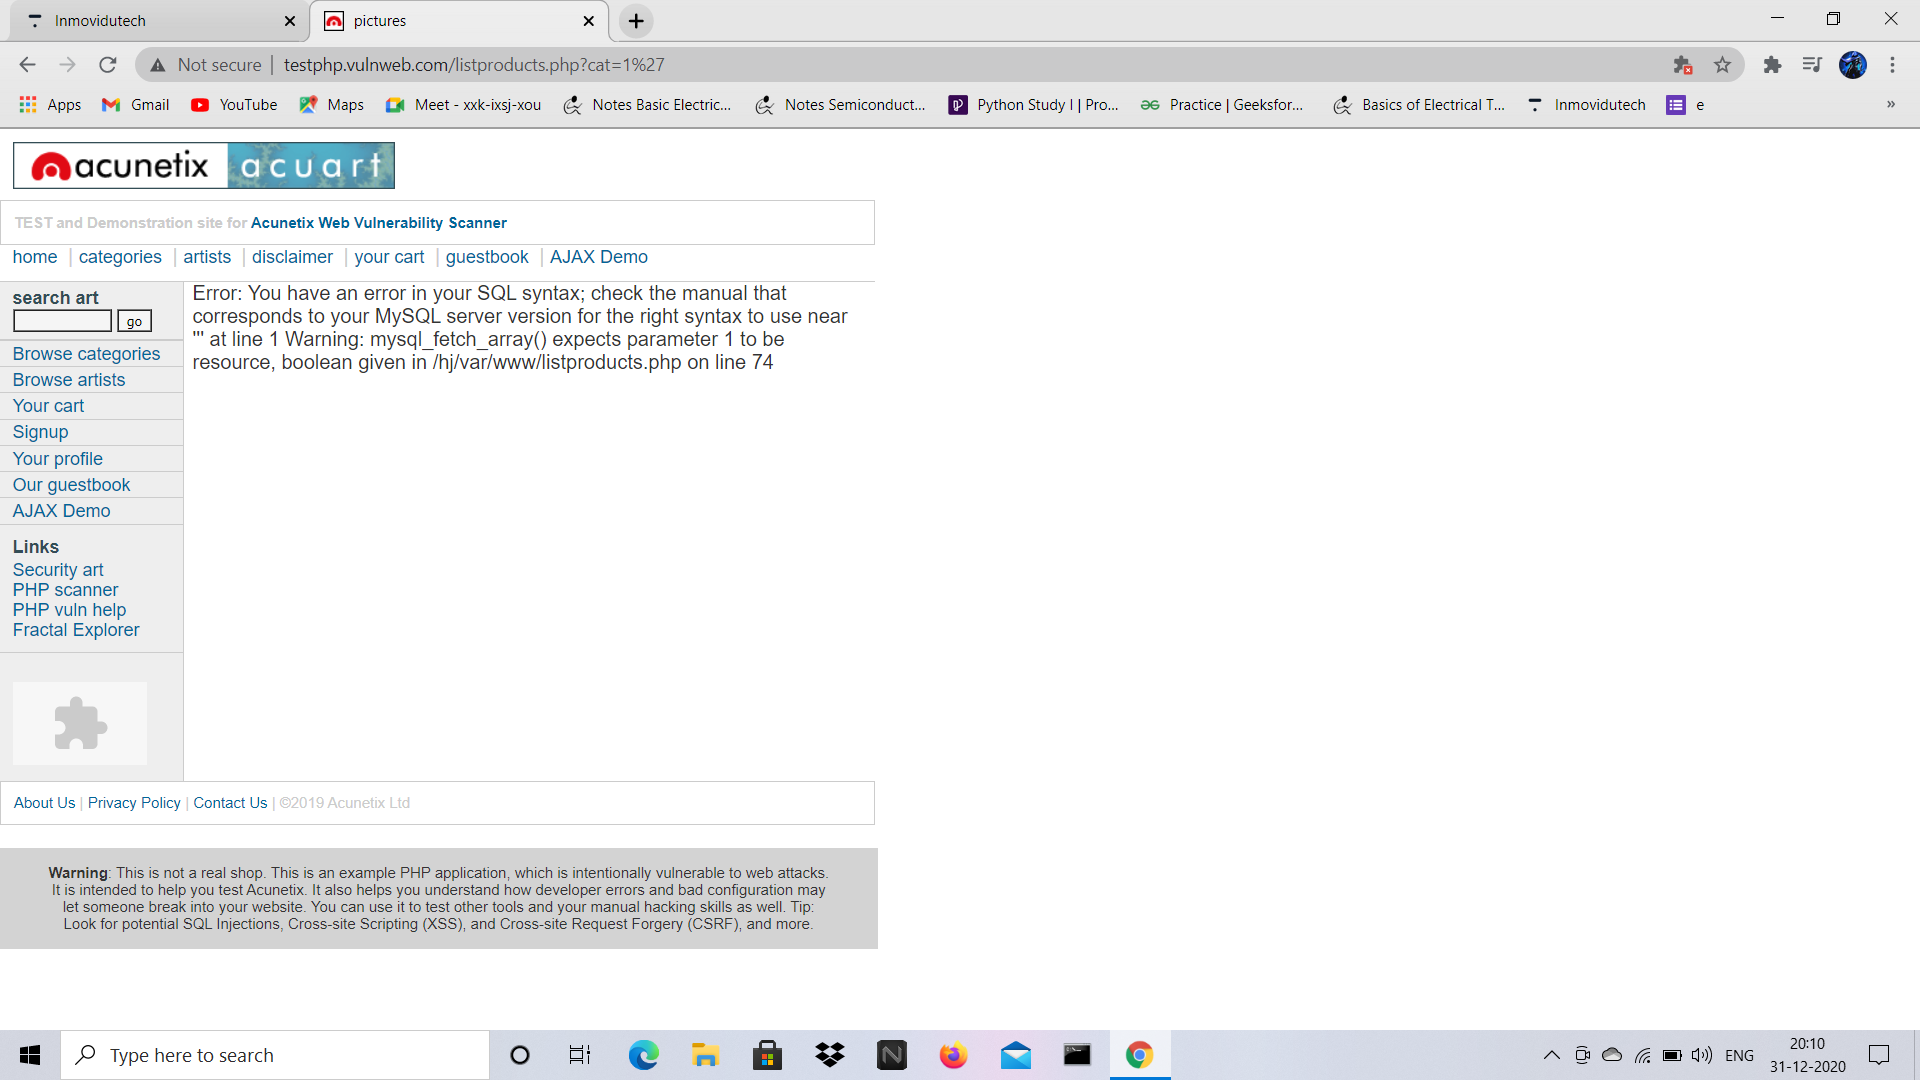 Inmovidutech
pictures
Not secure | testphp.vulnweb.com/listproducts.php?cat=1%27
Apps
Gmail
YouTube
Maps
Meet - xxk-ixsj-xou
Notes Basic Electric...
Notes Semiconduct...
Python Study I | Pro...
Practice | Geeksfor...
Basics of Electrical T...
Inmovidutech
e
»
acunetix acuart
TEST and Demonstration site for Acunetix Web Vulnerability Scanner
home | categories | artists | disclaimer | your cart | guestbook | AJAX Demo
search art
go
Browse categories
Browse artists
Your cart
Signup
Your profile
Our guestbook
AJAX Demo
Links
Security art
PHP scanner
PHP vuln help
Fractal Explorer
Error: You have an error in your SQL syntax; check the manual that
corresponds to your MySQL server version for the right syntax to use near
''' at line 1 Warning: mysql_fetch_array() expects parameter 1 to be
resource, boolean given in /hj/var/www/listproducts.php on line 74
About Us | Privacy Policy | Contact Us | ©2019 Acunetix Ltd
Warning: This is not a real shop. This is an example PHP application, which is intentionally vulnerable to web attacks.
It is intended to help you test Acunetix. It also helps you understand how developer errors and bad configuration may
let someone break into your website. You can use it to test other tools and your manual hacking skills as well. Tip:
Look for potential SQL Injections, Cross-site Scripting (XSS), and Cross-site Request Forgery (CSRF), and more.
Type here to search
ENG
20:10
31-12-2020